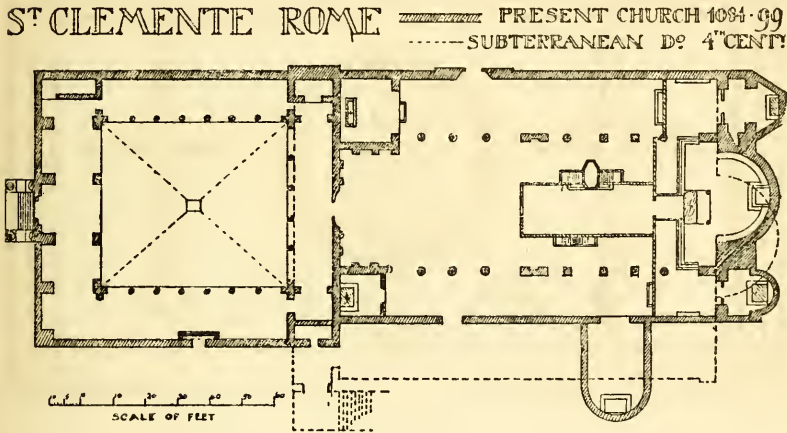 ST CLEMENTE ROME
PRESENT CHURCH 1084-99
SUBTERRANEAN DO 4TH CENTY
SCALE OF FEET